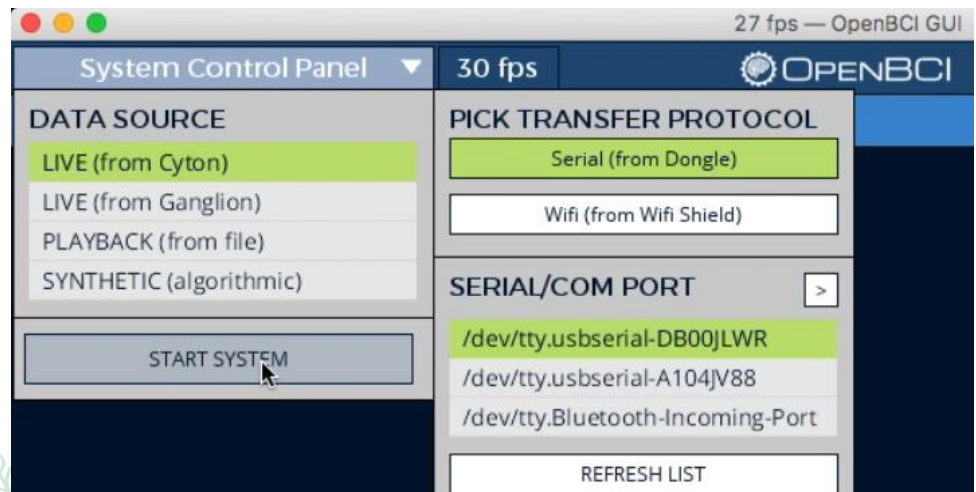 27 fps — OpenBCI GUI
System Control Panel
30 fps
OPENBCI
DATA SOURCE
LIVE (from Cyton)
LIVE (from Ganglion)
PLAYBACK (from file)
SYNTHETIC (algorithmic)
START SYSTEM
PICK TRANSFER PROTOCOL
Serial (from Dongle)
Wifi (from Wifi Shield)
SERIAL/COM PORT
>
/dev/tty.usbserial-DB00JLWR
/dev/tty.usbserial-A104JV88
/dev/tty.Bluetooth-Incoming-Port
REFRESH LIST